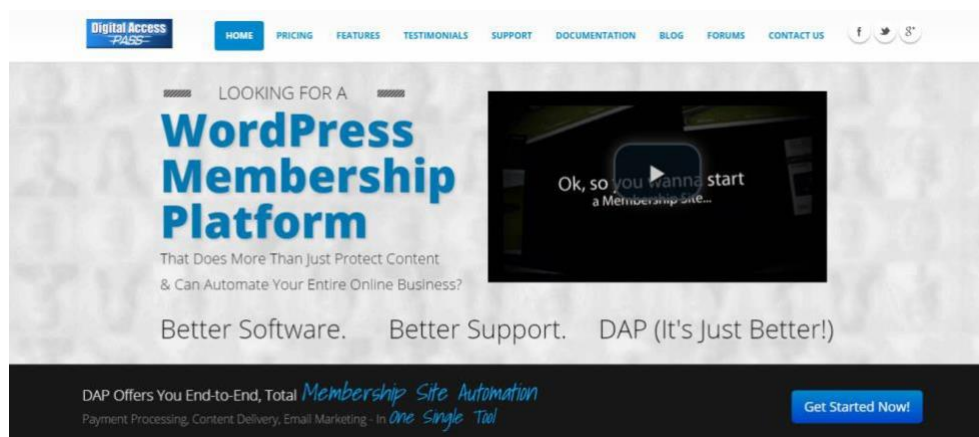 Digital Access
PASS
HOME PRICING FEATURES TESTIMONIALS SUPPORT DOCUMENTATION BLOG FORUMS CONTACT US
LOOKING FOR A
WordPress
Membership
Platform
That Does More Than Just Protect Content
& Can Automate Your Entire Online Business?
Ok, so you wanna start
a Membership Site...
Better Software. Better Support. DAP (It's Just Better!)
DAP Offers You End-to-End, Total Membership Site Automation
Payment Processing, Content Delivery, Email Marketing - In One Single Tool
Get Started Now!